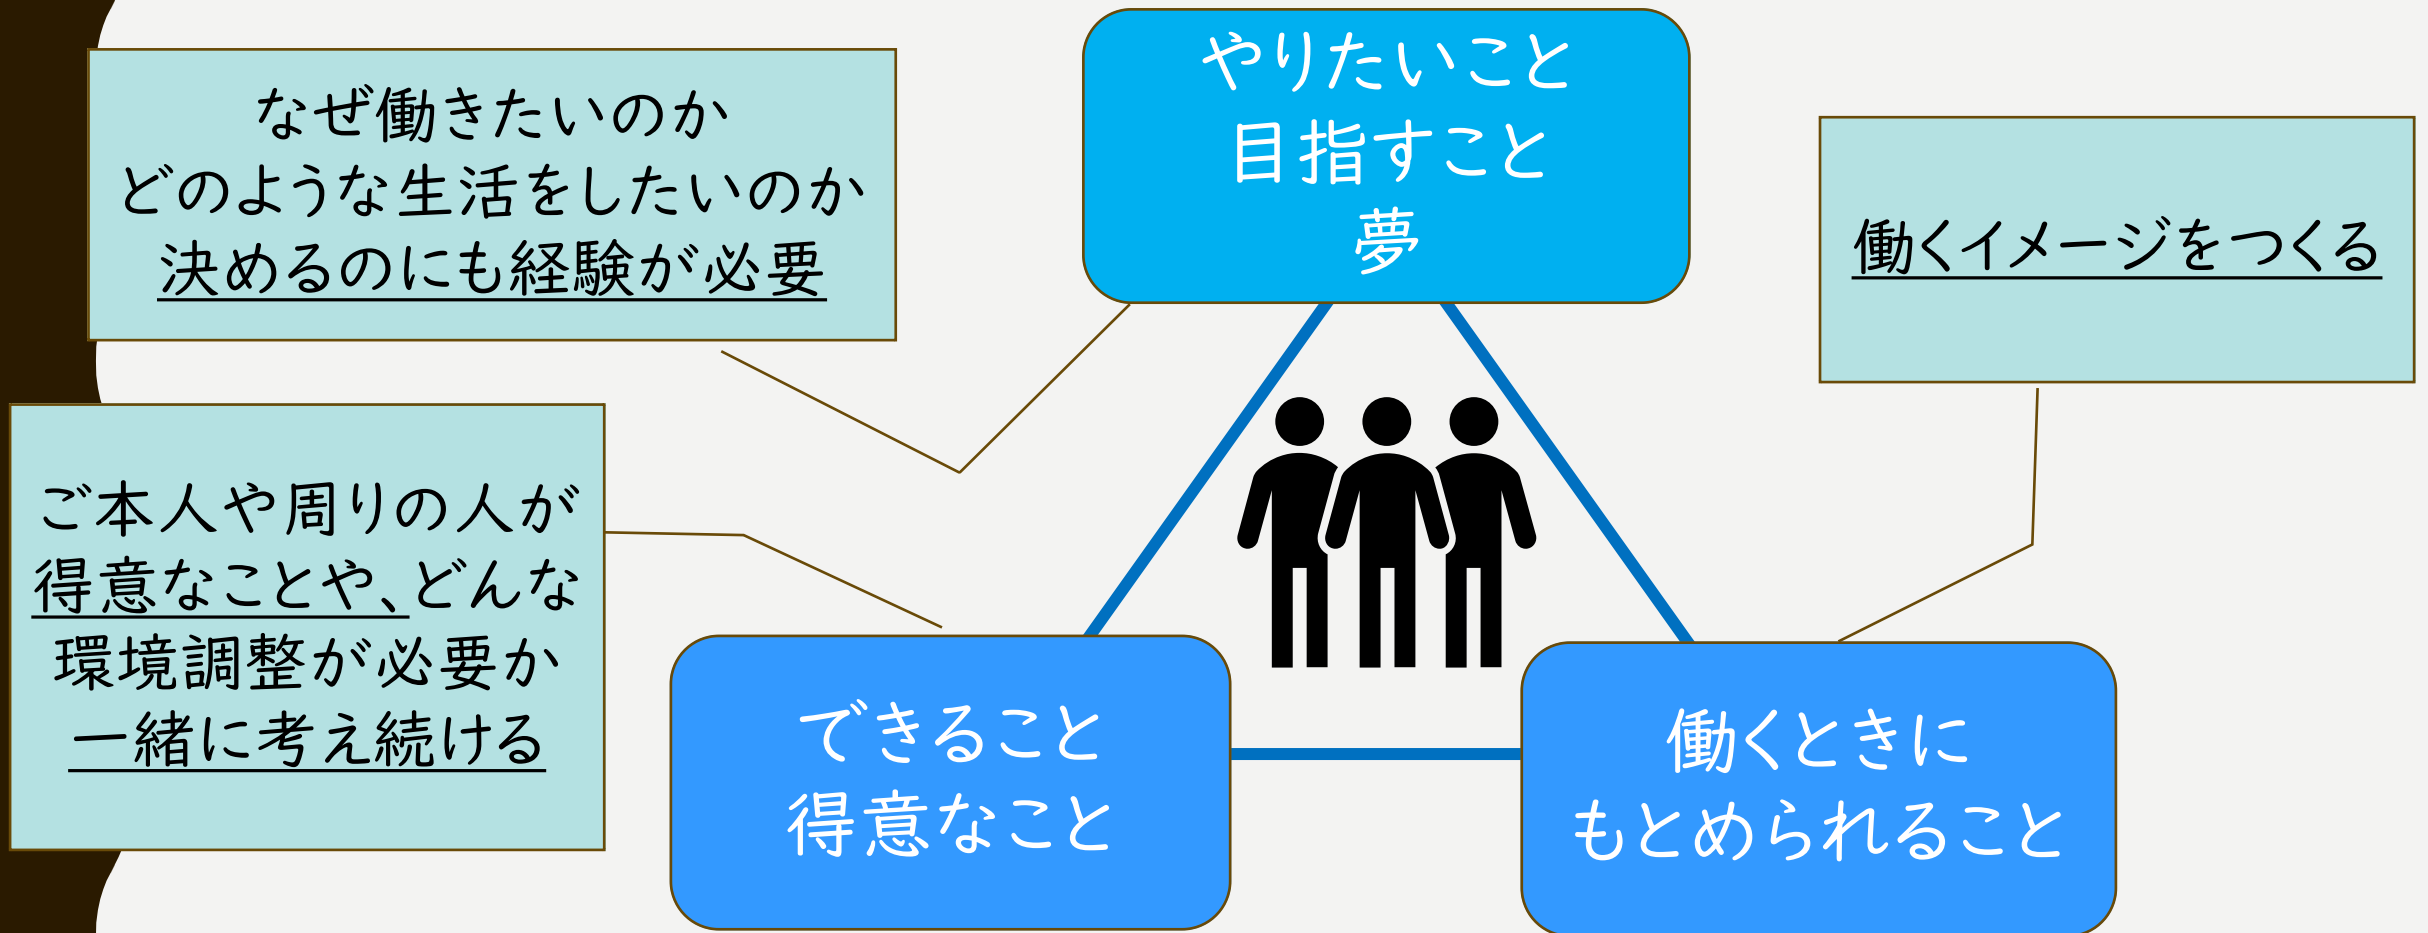 なぜ働きたいのか
どのような生活をしたいのか
決めるのにも経験が必要
やりたいこと
目指すこと
夢
働くイメージをつくる
ご本人や周りの人が
得意なことや、どんな
環境調整が必要か
一緒に考え続ける
できること
得意なこと
働くときに
もとめられること